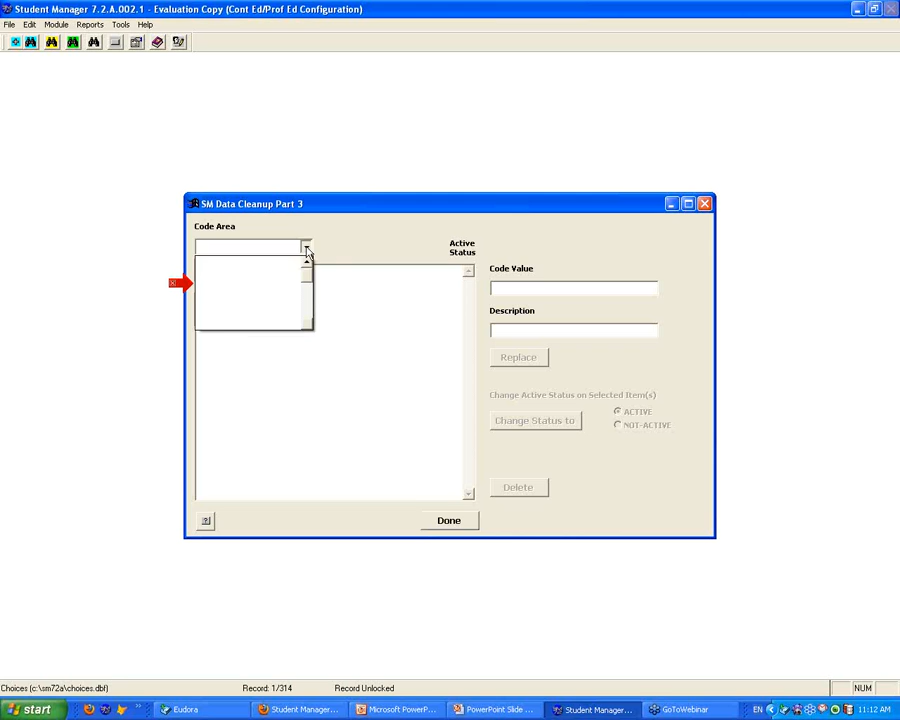 Student Manager 7.2.A.002.1 - Evaluation Copy (Cont Ed/Prof Ed Configuration)
File Edit Module Reports Tools Help
SM Data Cleanup Part 3
Code Area
Active
Status
Code Value
Description
Replace
Change Active Status on Selected Item(s)
Change Status to
ACTIVE
NOT-ACTIVE
Delete
Done
Choices (c:\sm72a\choices.dbf) Record: 1/314 Record Unlocked NUM
start Eudora Student Manager... Microsoft PowerP... PowerPoint Slide ... Student Manager... GoToWebinar EN 11:12 AM